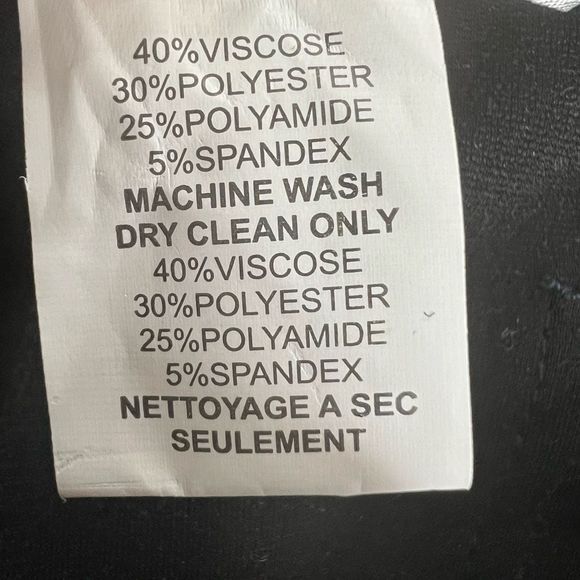 40%VISCOSE
30%POLYESTER
25%POLYAMIDE
5%SPANDEX
MACHINE WASH
DRY CLEAN ONLY
40%VISCOSE
30%POLYESTER
25%POLYAMIDE
5%SPANDEX
NETTOYAGE A SEC
SEULEMENT